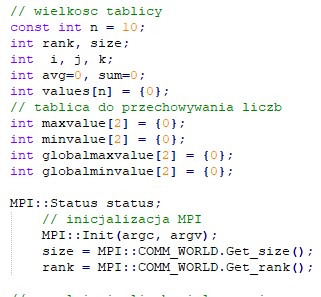 // wielkosc tablicy
const int n = 10;
int rank, size;
int  i, j, k;
int avg=0, sum=0;
int values[n] = {0};
// tablica do przechowywania liczb
int maxvalue[2] = {0};
int minvalue[2] = {0};
int globalmaxvalue[2] = {0};
int globalminvalue[2] = {0};
MPI::Status status;
// inicjalizacja MPI
MPI::Init(argc, argv);
size = MPI::COMM_WORLD.Get_size();
rank = MPI::COMM_WORLD.Get_rank();